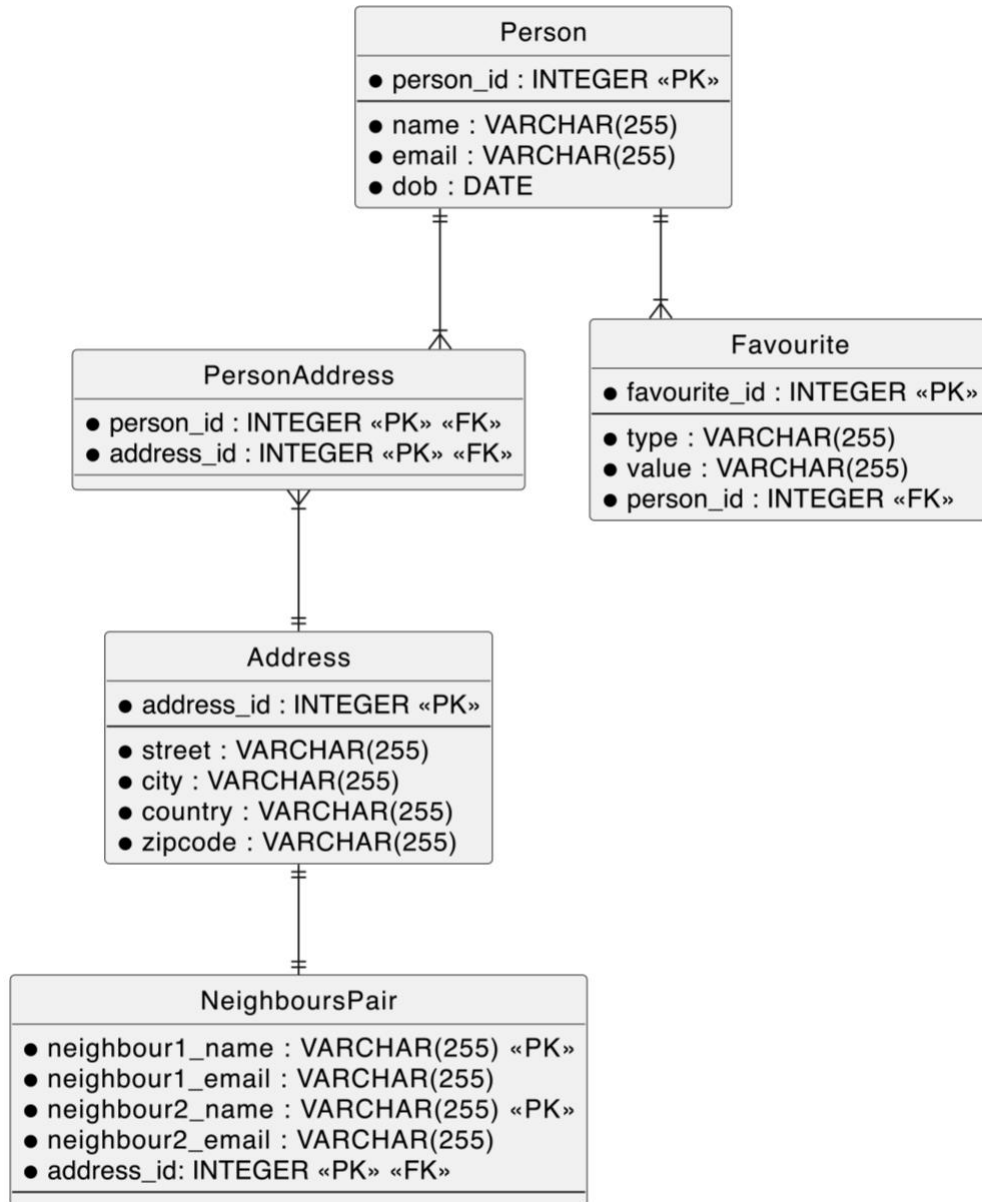 Person
● person_id : INTEGER «PK»
● name : VARCHAR(255)
● email : VARCHAR(255)
● dob : DATE
PersonAddress
● person_id : INTEGER «PK» «FK»
● address_id : INTEGER «PK» «FK»
Favourite
● favourite_id : INTEGER «PK»
● type : VARCHAR(255)
● value : VARCHAR(255)
● person_id : INTEGER «FK»
Address
● address_id : INTEGER «PK»
● street : VARCHAR(255)
● city : VARCHAR(255)
● country : VARCHAR(255)
● zipcode : VARCHAR(255)
NeighboursPair
● neighbour1_name : VARCHAR(255) «PK»
● neighbour1_email : VARCHAR(255)
● neighbour2_name : VARCHAR(255) «PK»
● neighbour2_email : VARCHAR(255)
● address_id: INTEGER «PK» «FK»